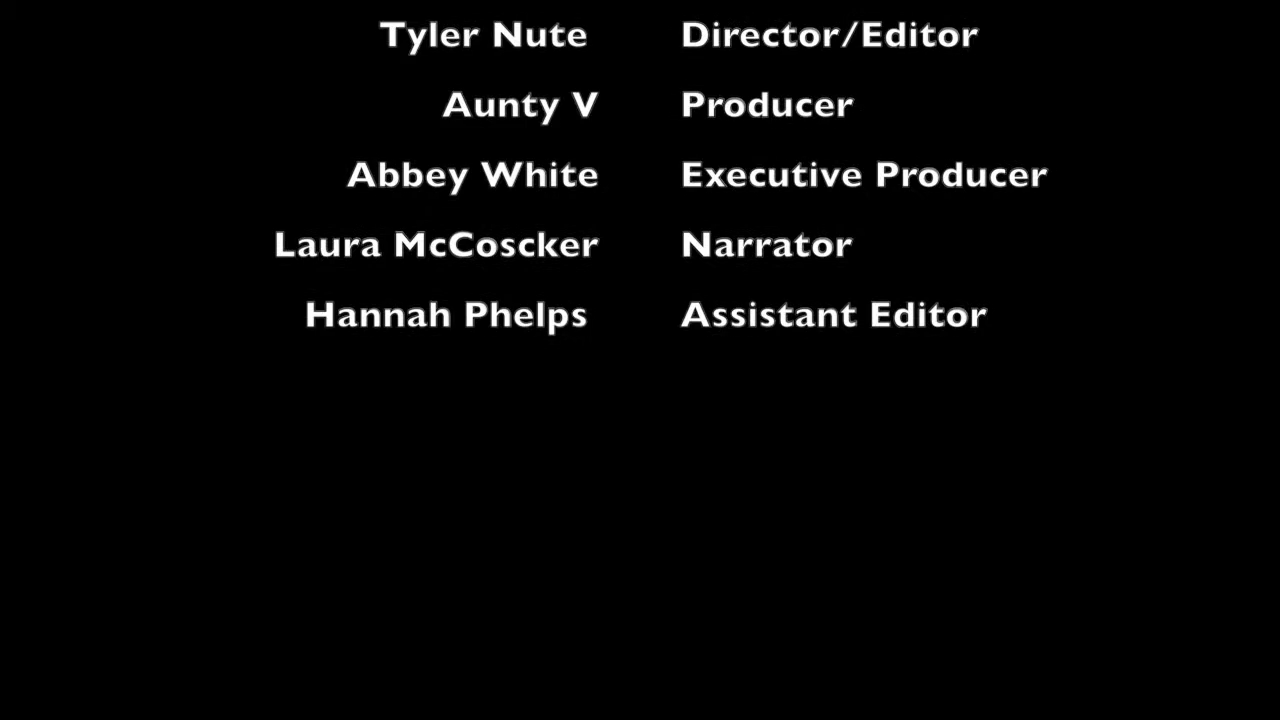 Tyler Nute Director/Editor
Aunty V Producer
Abbey White Executive Producer
Laura McCoscker Narrator
Hannah Phelps Assistant Editor